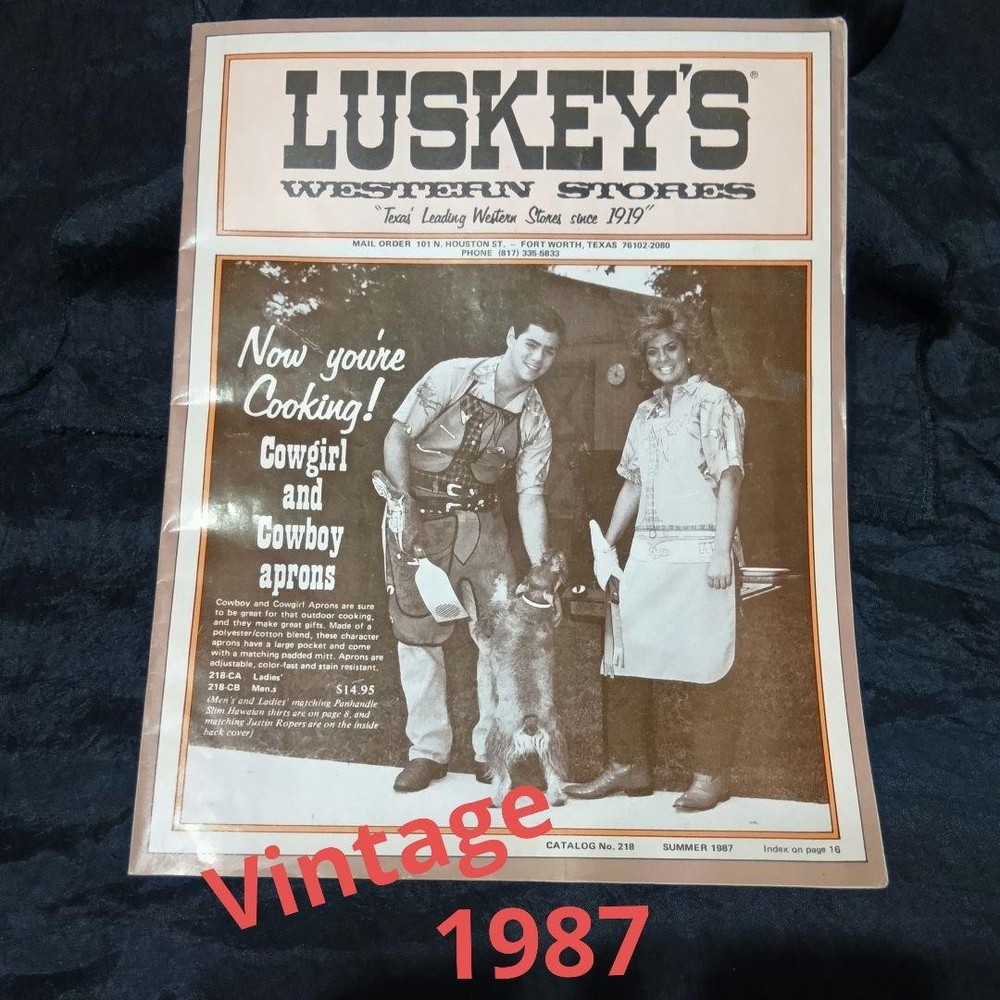 LUSKEY'S®
WESTERN STORES
"Texas' Leading Western Stores since 1919"
MAIL ORDER 101 N. HOUSTON ST. – FORT WORTH, TEXAS 76102-2080
PHONE (817) 335-5833
Now you're
Cooking!
Cowgirl
and
Cowboy
aprons
Cowboy and Cowgirl Aprons are sure
to be great for that outdoor cooking,
and they make great gifts. Made of a
polyester/cotton blend, these character
aprons have a large pocket and come
with a matching padded mitt. Aprons are
adjustable, color-fast and stain resistant.
218-CA Ladies'
218-CB Men,s $14.95
(Men's and Ladies' matching Panhandle
Slim Hawaian shirts are on page 8, and
matching Justin Ropers are on the inside
back cover)
CATALOG No. 218 SUMMER 1987 Index on page 16
Vintage
1987